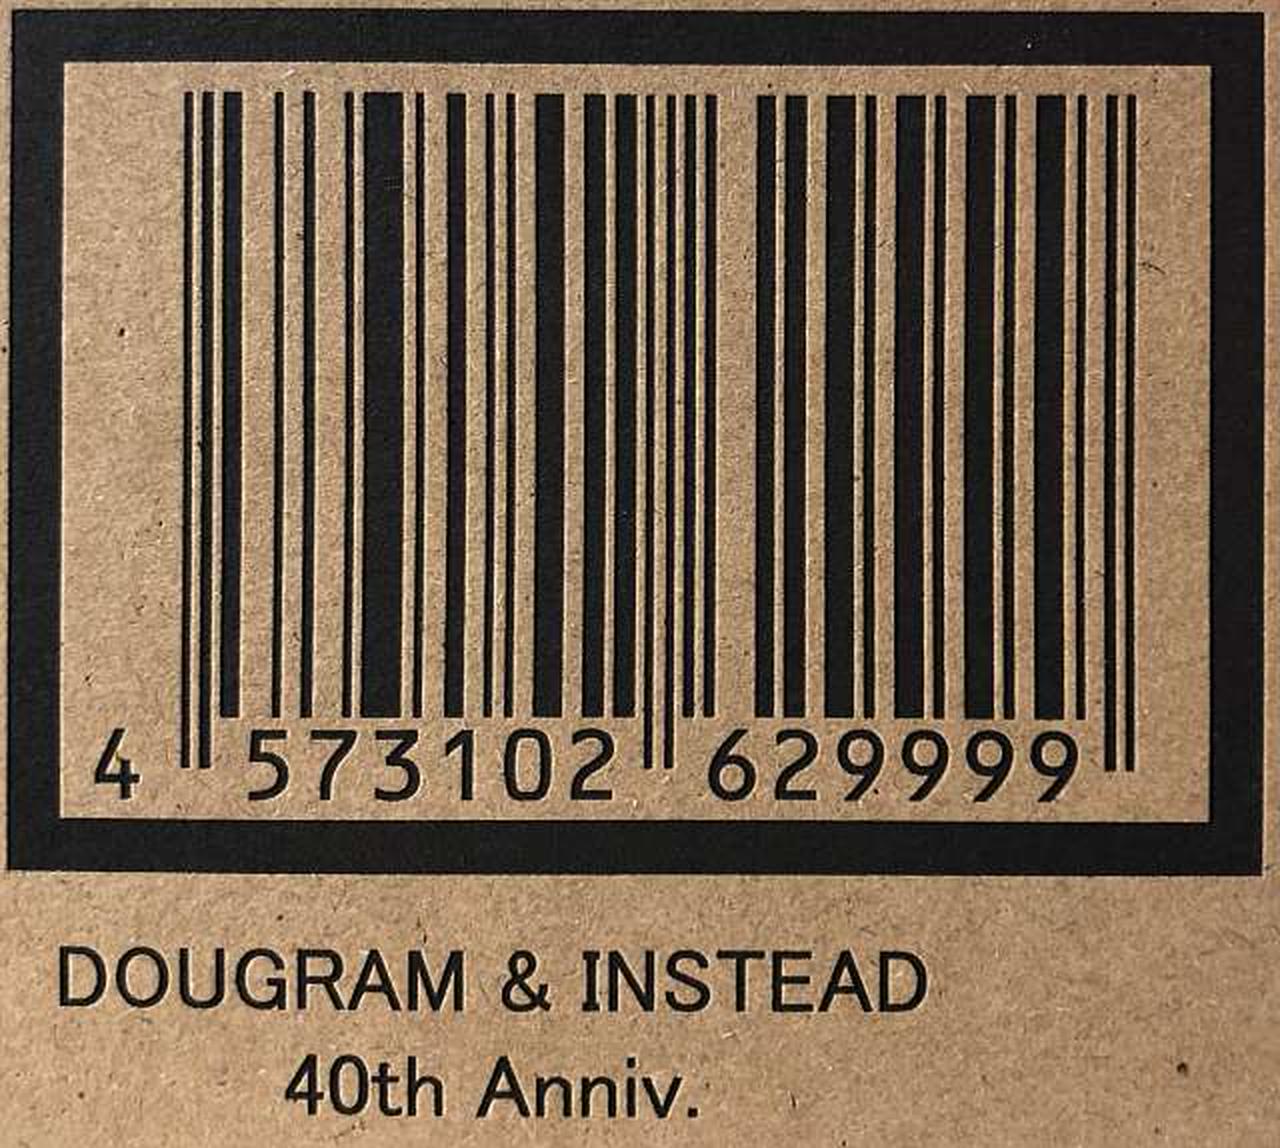 4 573102 629999
DOUGRAM & INSTEAD
40th Anniv.